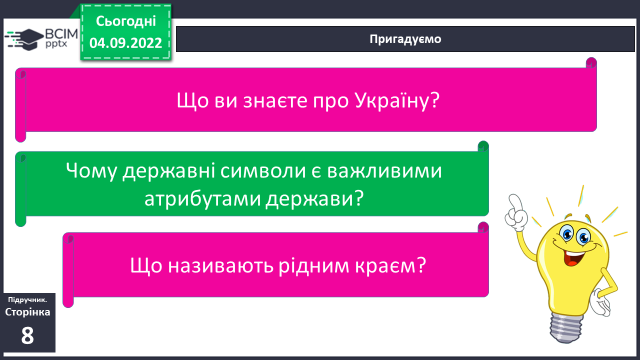 Сьогодні
04.09.2022
BCIM
pptx
Пригадуємо
Що ви знаєте про Україну?
Чому державні символи є важливими
атрибутами держави?
Що називають рідним краєм?
Підручник.
Сторінка
8